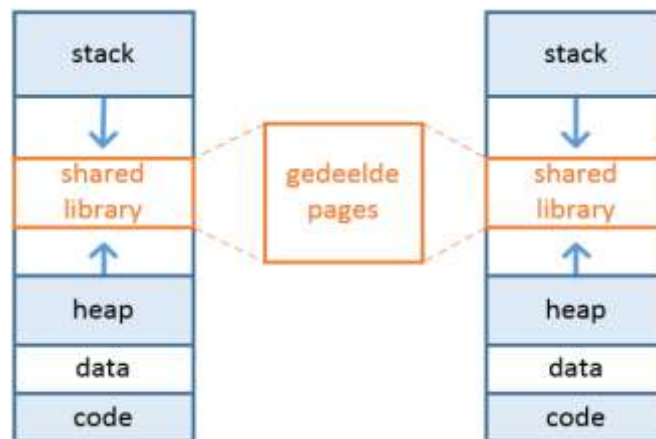 stack
shared
library
heap
data
code
gedeelde
pages
stack
shared
library
heap
data
code